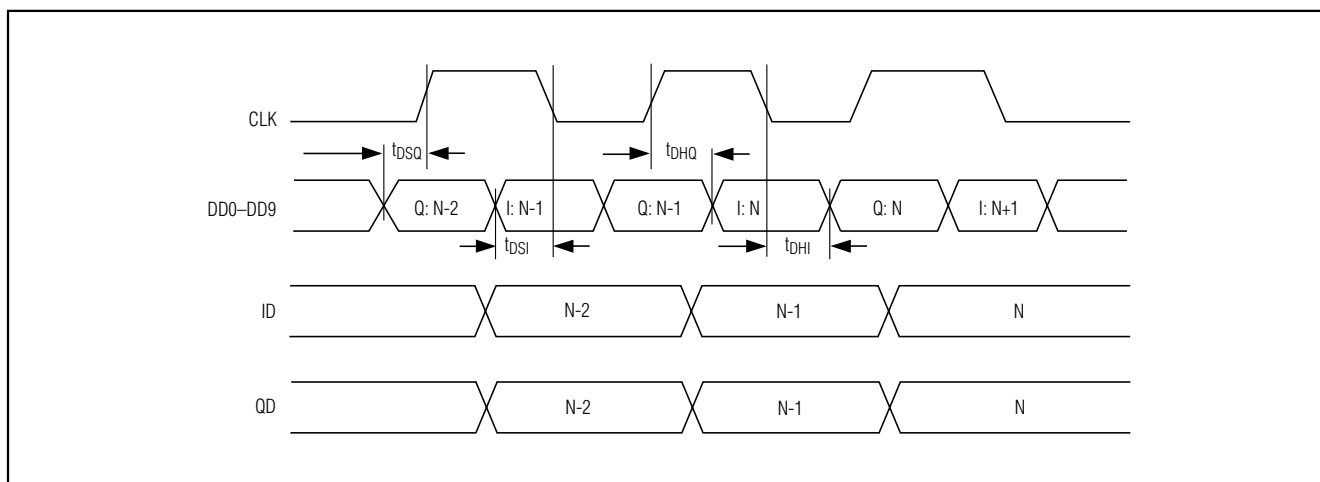 CLK
tDSQ
tDHQ
DD0–DD9
Q: N-2
I: N-1
Q: N-1
I: N
Q: N
I: N+1
tDSI
tDHI
ID
N-2
N-1
N
QD
N-2
N-1
N